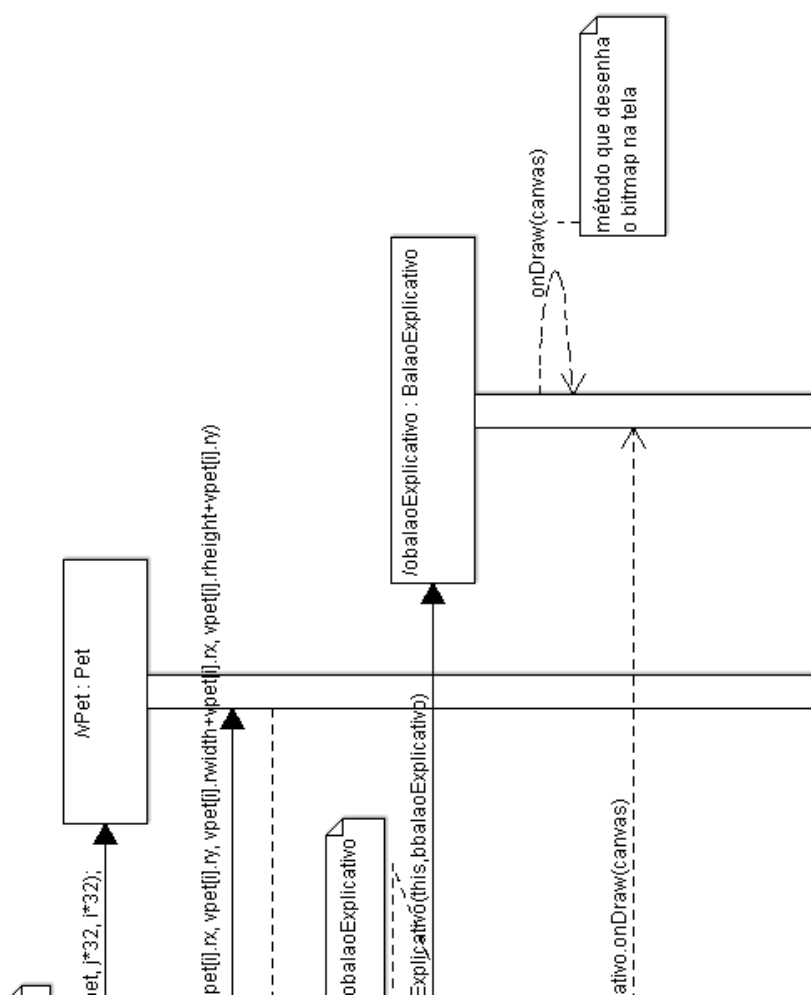 /vPet : Pet
et, j*32, i*32);
pet[i].rx, vpet[i].ry, vpet[i].rwidth+vpet[i].rx, vpet[i].rheight+vpet[i].ry)
/obalaoExplicativo : BalaoExplicativo
obalaoExplicativo
Explicativo(this,bbalaoExplicativo)
onDraw(canvas)
método que desenha
o bitmap na tela
ativo.onDraw(canvas)